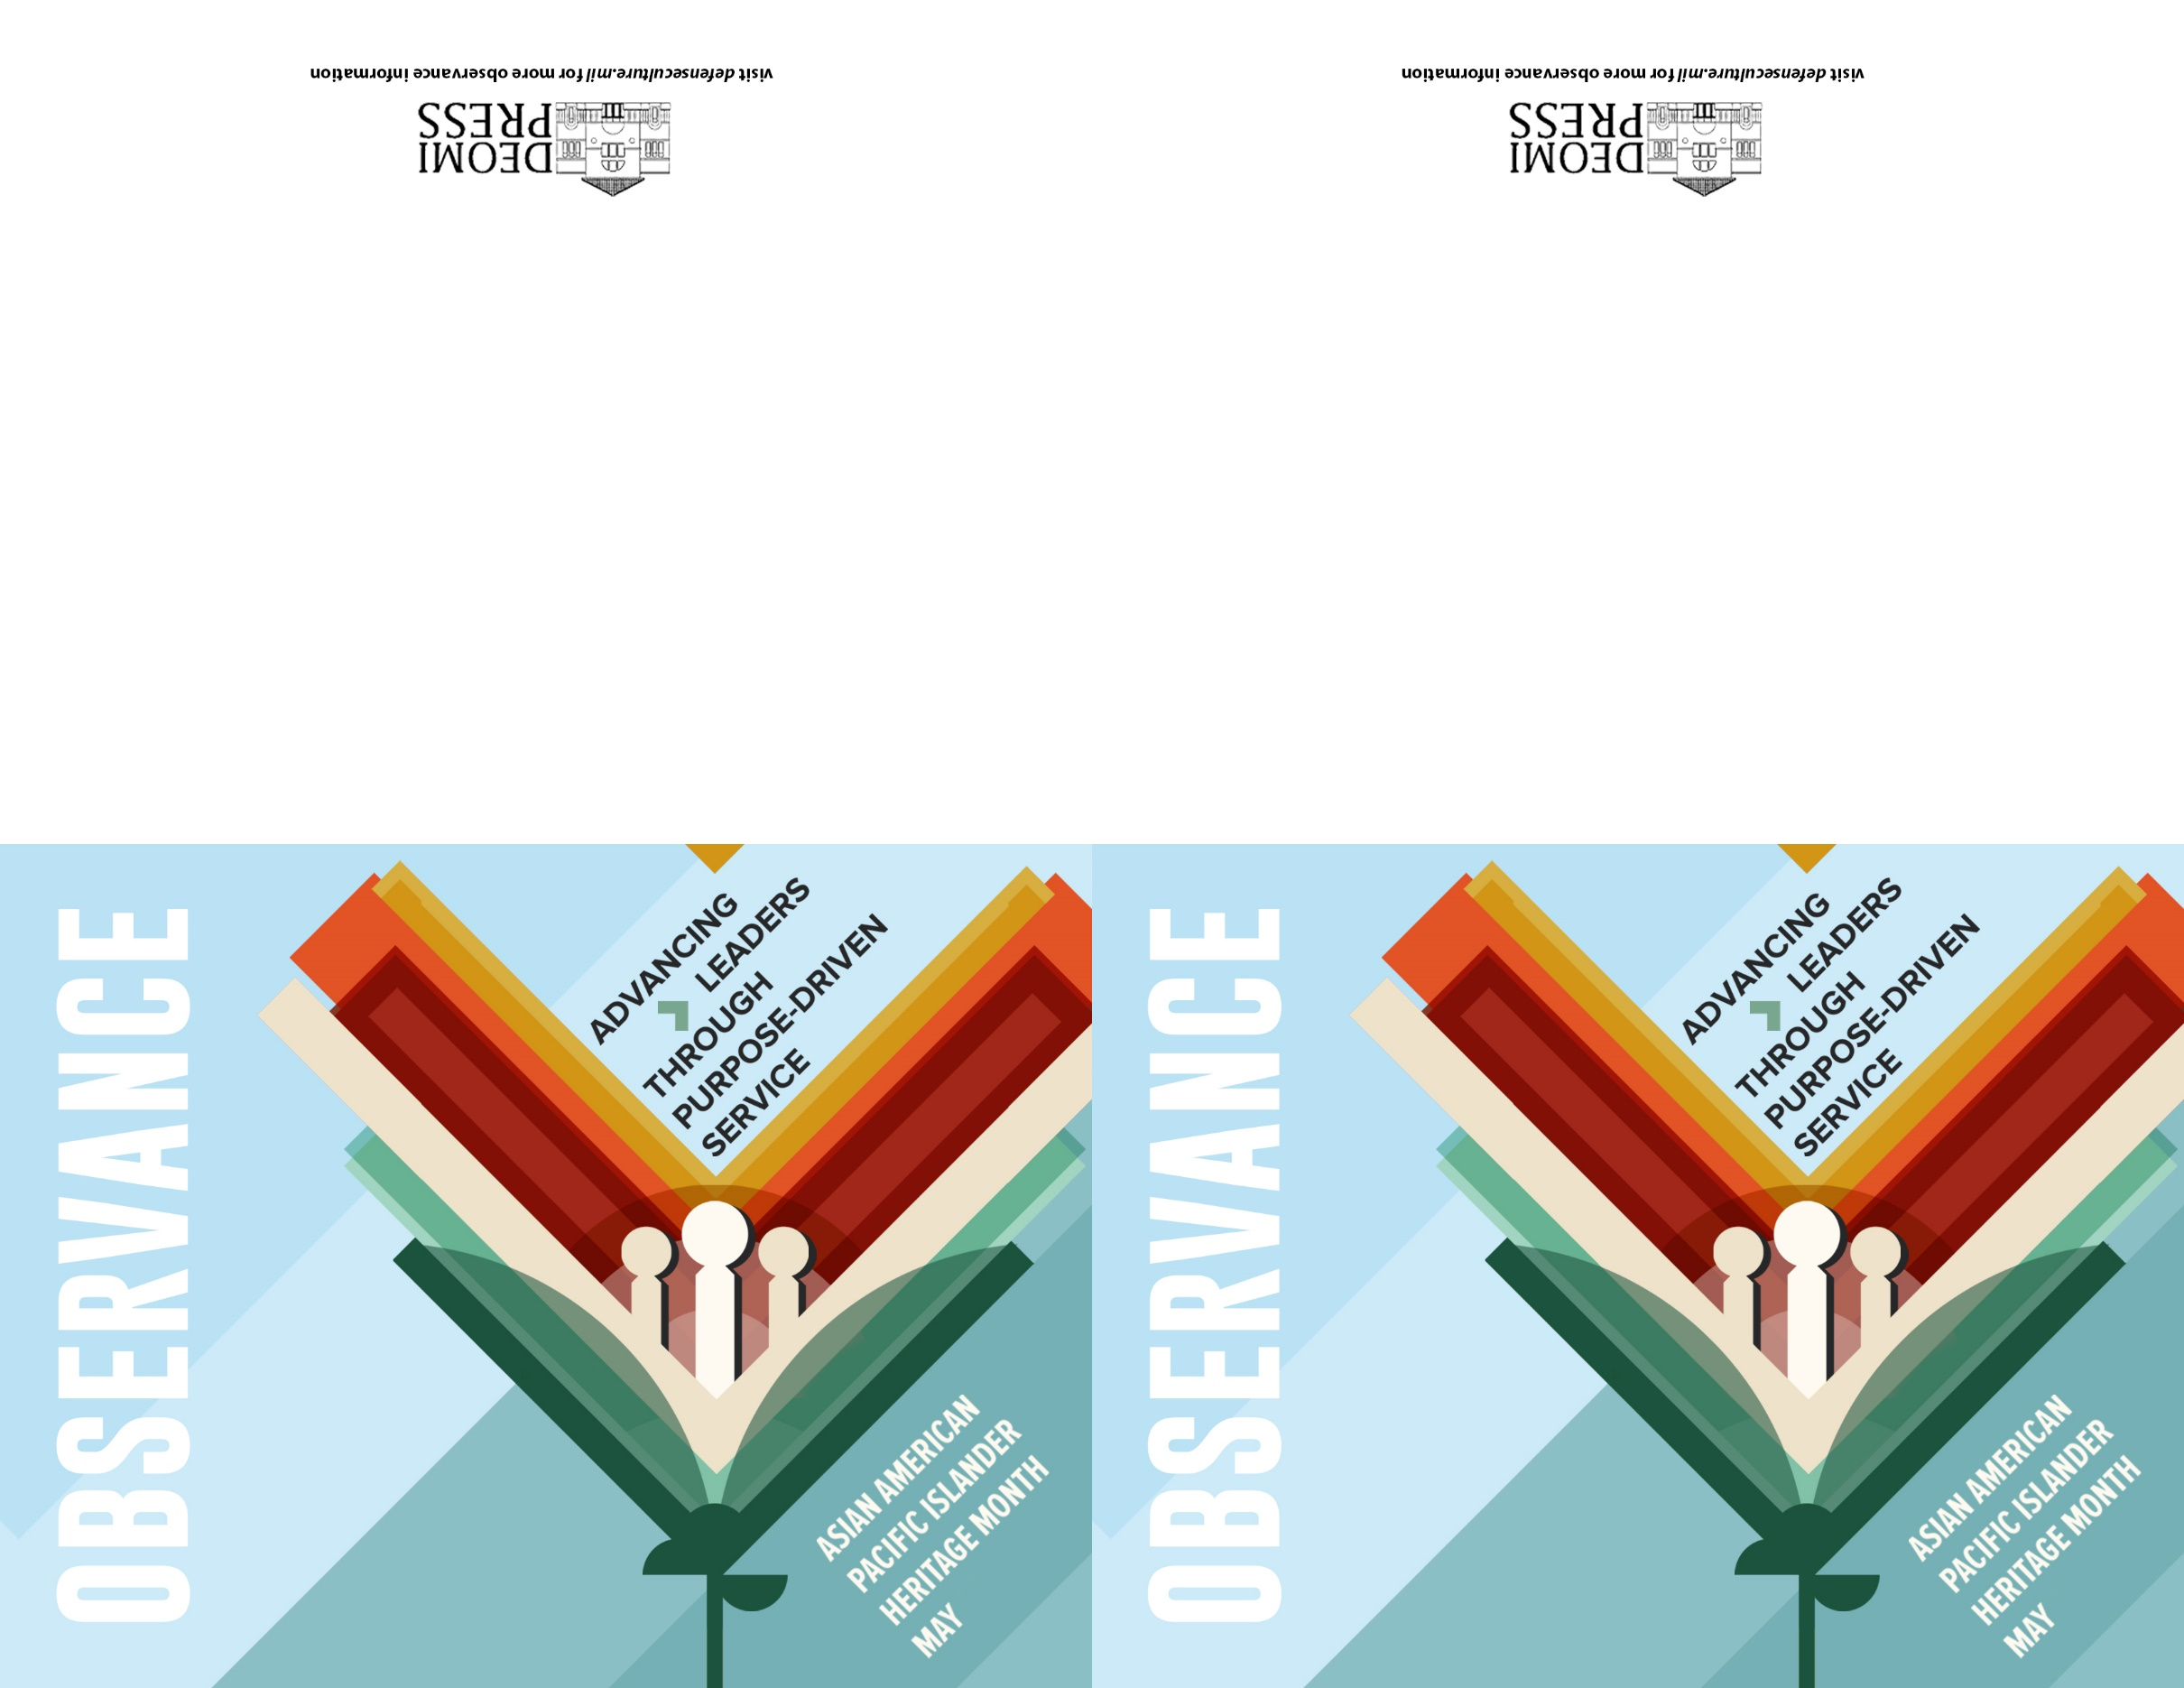 visit defenseculture.mil for more observance information
DEOMI
PRESS
visit defenseculture.mil for more observance information
DEOMI
PRESS
OBSERVANCE
ADVANCING
LEADERS
THROUGH
PURPOSE-DRIVEN
SERVICE
ASIAN AMERICAN
PACIFIC ISLANDER
HERITAGE MONTH
MAY
OBSERVANCE
ADVANCING
LEADERS
THROUGH
PURPOSE-DRIVEN
SERVICE
ASIAN AMERICAN
PACIFIC ISLANDER
HERITAGE MONTH
MAY